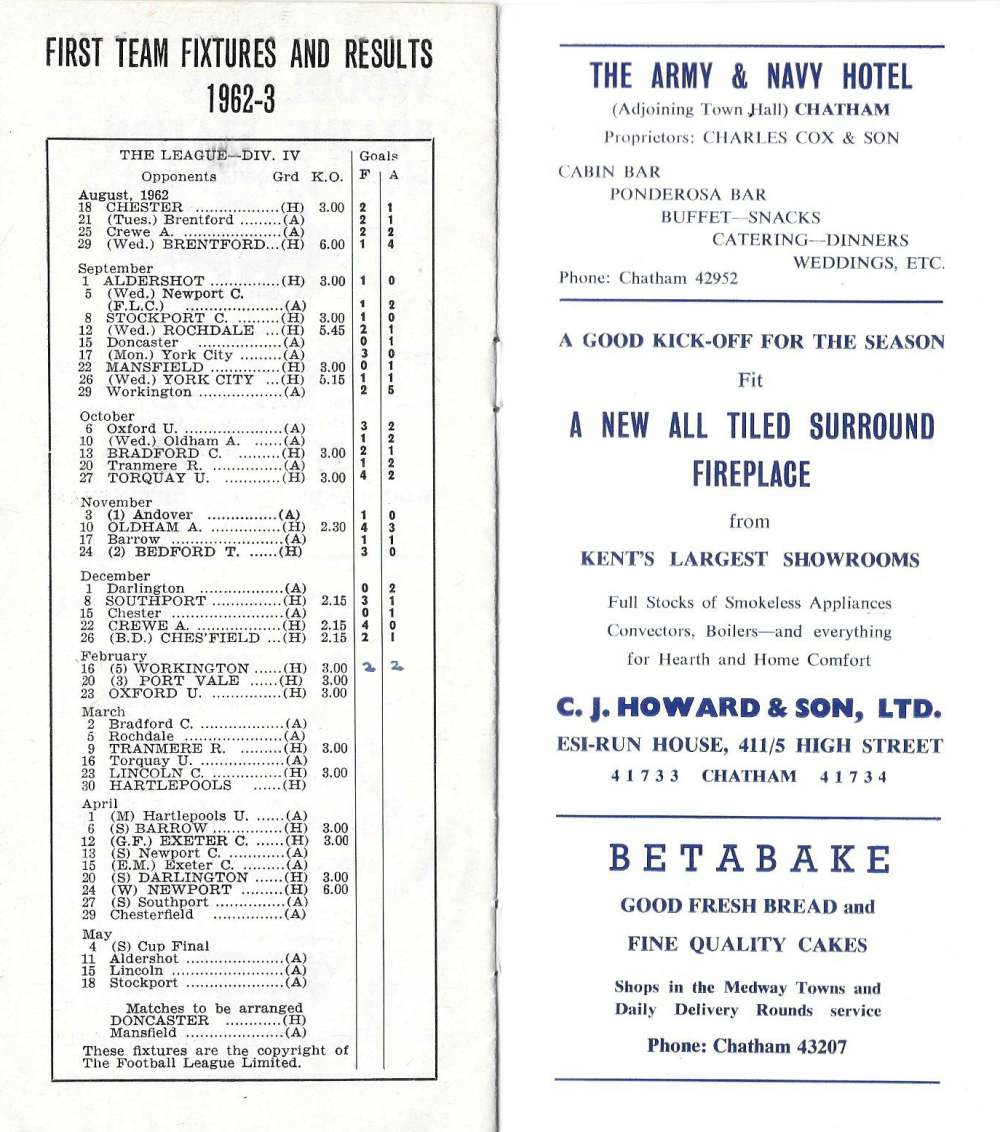 FIRST TEAM FIXTURES AND RESULTS
1962-3
THE LEAGUE—DIV. IV Goals
Opponents Grd K.O. F A
August, 1962
18 CHESTER ..................(H) 3.00 2 1
21 (Tues.) Brentford .........(A) 2 1
25 Crewe A. .....................(A) 2 2
29 (Wed.) BRENTFORD...(H) 6.00 1 4
September
1 ALDERSHOT ...............(H) 3.00 1 0
5 (Wed.) Newport C.
(F.L.C.) .....................(A) 1 2
8 STOCKPORT C. .........(H) 3.00 1 0
12 (Wed.) ROCHDALE ...(H) 5.45 2 1
15 Doncaster ..................(A) 0 1
17 (Mon.) York City .........(A) 3 0
22 MANSFIELD ...............(H) 3.00 0 1
26 (Wed.) YORK CITY ...(H) 5.15 1 1
29 Workington ..................(A) 2 5
October
6 Oxford U. .....................(A) 3 2
10 (Wed.) Oldham A. ......(A) 1 2
13 BRADFORD C. .........(H) 3.00 2 1
20 Tranmere R. ...............(A) 1 2
27 TORQUAY U. ............(H) 3.00 4 2
November
3 (1) Andover ...............(A) 1 0
10 OLDHAM A. ...............(H) 2.30 4 3
17 Barrow ........................(A) 1 1
24 (2) BEDFORD T. ......(H) 3 0
December
1 Darlington ..................(A) 0 2
8 SOUTHPORT ...............(H) 2.15 3 1
15 Chester ........................(A) 0 1
22 CREWE A. ..................(H) 2.15 4 0
26 (B.D.) CHES'FIELD ...(H) 2.15 2 1
February
16 (5) WORKINGTON ......(H) 3.00 2 2
20 (3) PORT VALE ......(H) 3.00
23 OXFORD U. ...............(H) 3.00
March
2 Bradford C. ..................(A)
5 Rochdale .....................(A)
9 TRANMERE R. .........(H) 3.00
16 Torquay U. ..................(A)
23 LINCOLN C. ...............(H) 3.00
30 HARTLEPOOLS ......(H)
April
1 (M) Hartlepools U. ......(A)
6 (S) BARROW ...............(H) 3.00
12 (G.F.) EXETER C. ......(H) 3.00
13 (S) Newport C. ............(A)
15 (E.M.) Exeter C. .........(A)
20 (S) DARLINGTON ......(H) 3.00
24 (W) NEWPORT .........(H) 6.00
27 (S) Southport ...............(A)
29 Chesterfield ...............(A)
May
4 (S) Cup Final
11 Aldershot .....................(A)
15 Lincoln ........................(A)
18 Stockport .....................(A)
Matches to be arranged
DONCASTER ............(H)
Mansfield .....................(A)
These fixtures are the copyright of
The Football League Limited.
THE ARMY & NAVY HOTEL
(Adjoining Town Hall) CHATHAM
Proprietors: CHARLES COX & SON
CABIN BAR
PONDEROSA BAR
BUFFET—SNACKS
CATERING—DINNERS
WEDDINGS, ETC.
Phone: Chatham 42952
A GOOD KICK-OFF FOR THE SEASON
Fit
A NEW ALL TILED SURROUND
FIREPLACE
from
KENT'S LARGEST SHOWROOMS
Full Stocks of Smokeless Appliances
Convectors, Boilers—and everything
for Hearth and Home Comfort
C. J. HOWARD & SON, LTD.
ESI-RUN HOUSE, 411/5 HIGH STREET
41733 CHATHAM 41734
BETABAKE
GOOD FRESH BREAD and
FINE QUALITY CAKES
Shops in the Medway Towns and
Daily Delivery Rounds service
Phone: Chatham 43207